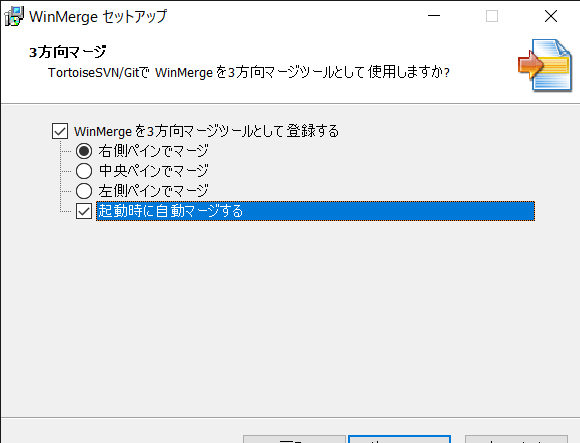 WinMerge セットアップ
3方向マージ
TortoiseSVN/Gitで WinMerge を3方向マージツールとして使用しますか?
WinMerge を3方向マージツールとして登録する
右側ペインでマージ
中央ペインでマージ
左側ペインでマージ
起動時に自動マージする